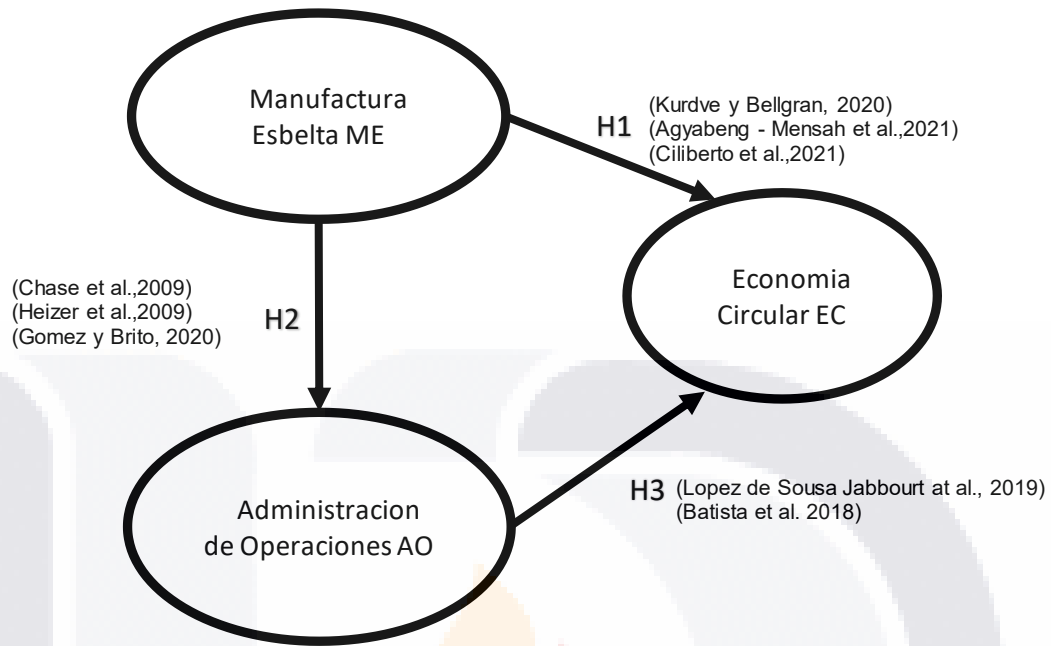 Manufactura
Esbelta ME
H1
(Kurdve y Bellgran, 2020)
(Agyabeng - Mensah et al.,2021)
(Ciliberto et al.,2021)
Economia
Circular EC
(Chase et al.,2009)
(Heizer et al.,2009)
(Gomez y Brito, 2020)
H2
Administracion
de Operaciones AO
H3 (Lopez de Sousa Jabbourt at al., 2019)
(Batista et al. 2018)